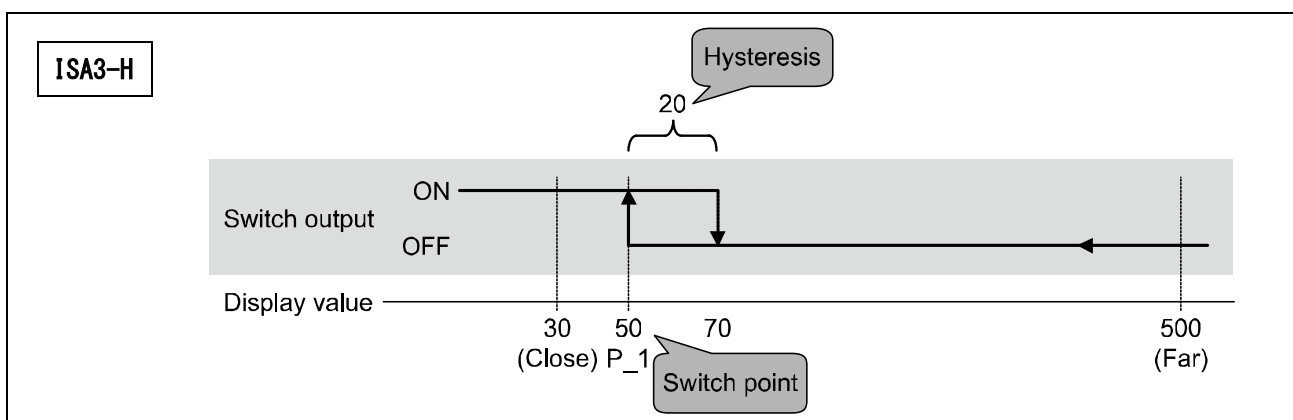 ISA3-H
Hysteresis
20
ON
Switch output
OFF
Display value
30 50 70 500
(Close) P_1 (Far)
Switch point